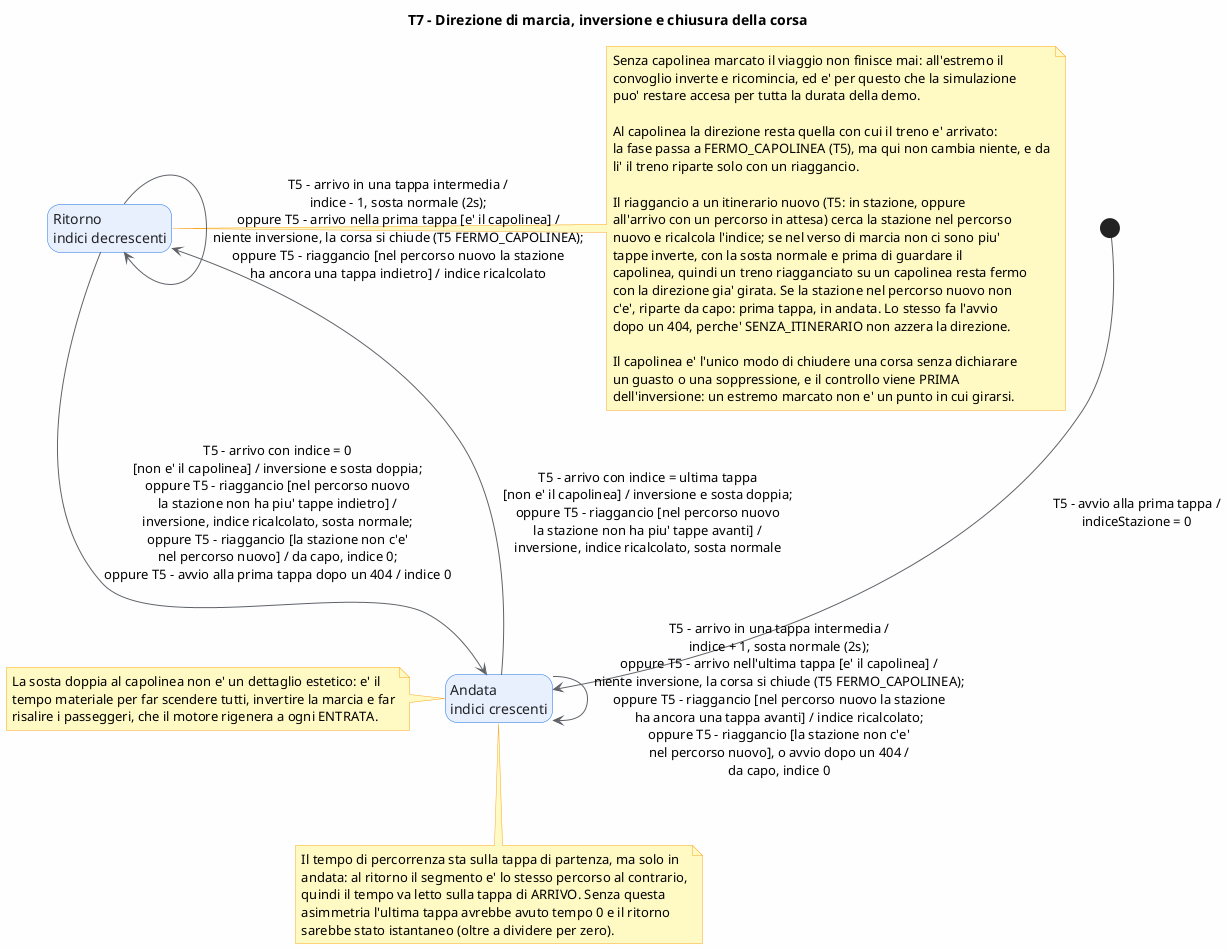 T7 - Direzione di marcia, inversione e chiusura della corsa
Senza capolinea marcato il viaggio non finisce mai: all'estremo il
convoglio inverte e ricomincia, ed e' per questo che la simulazione
puo' restare accesa per tutta la durata della demo.
Al capolinea la direzione resta quella con cui il treno e' arrivato:
la fase passa a FERMO_CAPOLINEA (T5), ma qui non cambia niente, e da
li' il treno riparte solo con un riaggancio.
Il riaggancio a un itinerario nuovo (T5: in stazione, oppure
all'arrivo con un percorso in attesa) cerca la stazione nel percorso
nuovo e ricalcola l'indice; se nel verso di marcia non ci sono piu'
tappe inverte, con la sosta normale e prima di guardare il
capolinea, quindi un treno riagganciato su un capolinea resta fermo
con la direzione gia' girata. Se la stazione nel percorso nuovo non
c'e', riparte da capo: prima tappa, in andata. Lo stesso fa l'avvio
dopo un 404, perche' SENZA_ITINERARIO non azzera la direzione.
Il capolinea e' l'unico modo di chiudere una corsa senza dichiarare
un guasto o una soppressione, e il controllo viene PRIMA
dell'inversione: un estremo marcato non e' un punto in cui girarsi.
Ritorno
indici decrescenti
T5 - arrivo in una tappa intermedia /
indice - 1, sosta normale (2s);
oppure T5 - arrivo nella prima tappa [e' il capolinea] /
niente inversione, la corsa si chiude (T5 FERMO_CAPOLINEA);
oppure T5 - riaggancio [nel percorso nuovo la stazione
ha ancora una tappa indietro] / indice ricalcolato
T5 - arrivo con indice = 0
[non e' il capolinea] / inversione e sosta doppia;
oppure T5 - riaggancio [nel percorso nuovo
la stazione non ha piu' tappe indietro] /
inversione, indice ricalcolato, sosta normale;
oppure T5 - riaggancio [la stazione non c'e'
nel percorso nuovo] / da capo, indice 0;
oppure T5 - avvio alla prima tappa dopo un 404 / indice 0
T5 - arrivo con indice = ultima tappa
[non e' il capolinea] / inversione e sosta doppia;
oppure T5 - riaggancio [nel percorso nuovo
la stazione non ha piu' tappe avanti] /
inversione, indice ricalcolato, sosta normale
T5 - avvio alla prima tappa /
indiceStazione = 0
T5 - arrivo in una tappa intermedia /
indice + 1, sosta normale (2s);
oppure T5 - arrivo nell'ultima tappa [e' il capolinea] /
niente inversione, la corsa si chiude (T5 FERMO_CAPOLINEA);
oppure T5 - riaggancio [nel percorso nuovo la stazione
ha ancora una tappa avanti] / indice ricalcolato;
oppure T5 - riaggancio [la stazione non c'e'
nel percorso nuovo], o avvio dopo un 404 /
da capo, indice 0
La sosta doppia al capolinea non e' un dettaglio estetico: e' il
tempo materiale per far scendere tutti, invertire la marcia e far
risalire i passeggeri, che il motore rigenera a ogni ENTRATA.
Andata
indici crescenti
Il tempo di percorrenza sta sulla tappa di partenza, ma solo in
andata: al ritorno il segmento e' lo stesso percorso al contrario,
quindi il tempo va letto sulla tappa di ARRIVO. Senza questa
asimmetria l'ultima tappa avrebbe avuto tempo 0 e il ritorno
sarebbe stato istantaneo (oltre a dividere per zero).